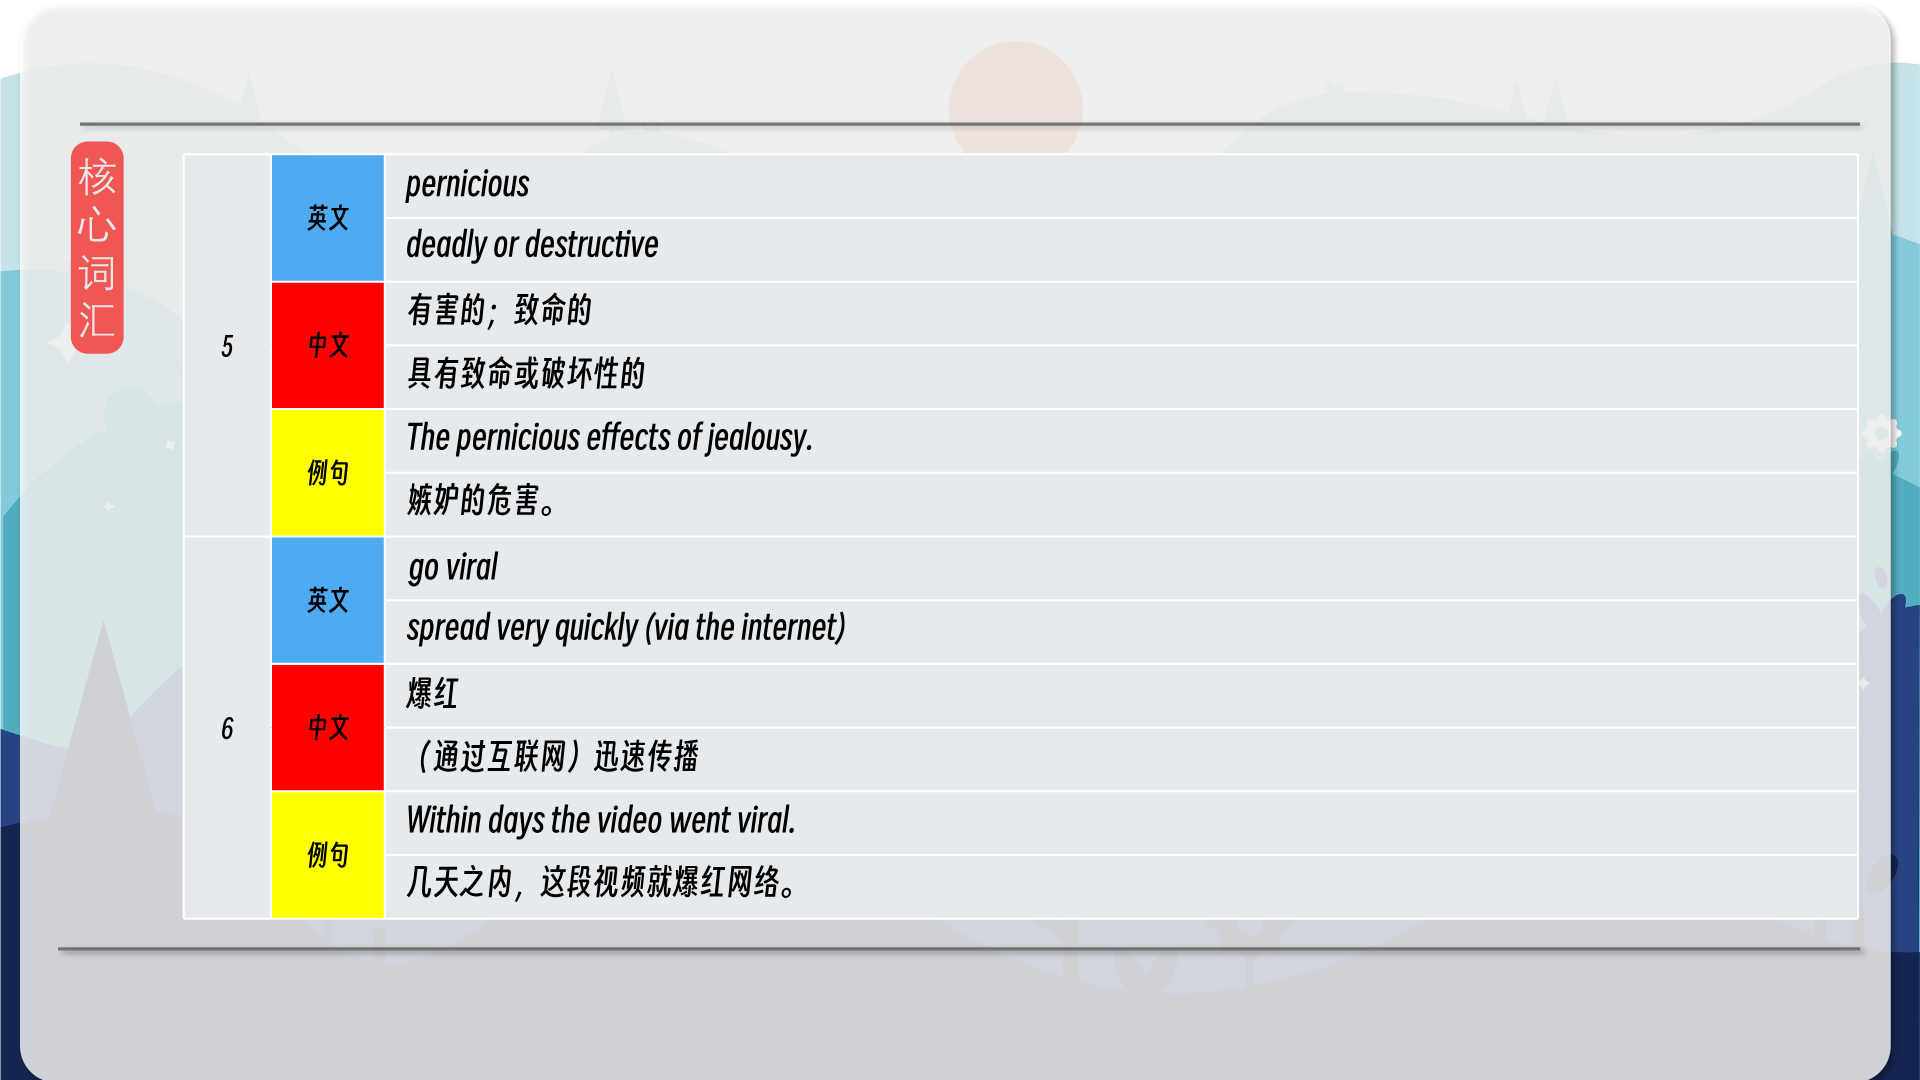 核
心
词
汇
5
英文
pernicious
deadly or destructive
中文
有害的；致命的
具有致命或破坏性的
例句
The pernicious effects of jealousy.
嫉妒的危害。
6
英文
go viral
spread very quickly (via the internet)
中文
爆红
（通过互联网）迅速传播
例句
Within days the video went viral.
几天之内，这段视频就爆红网络。